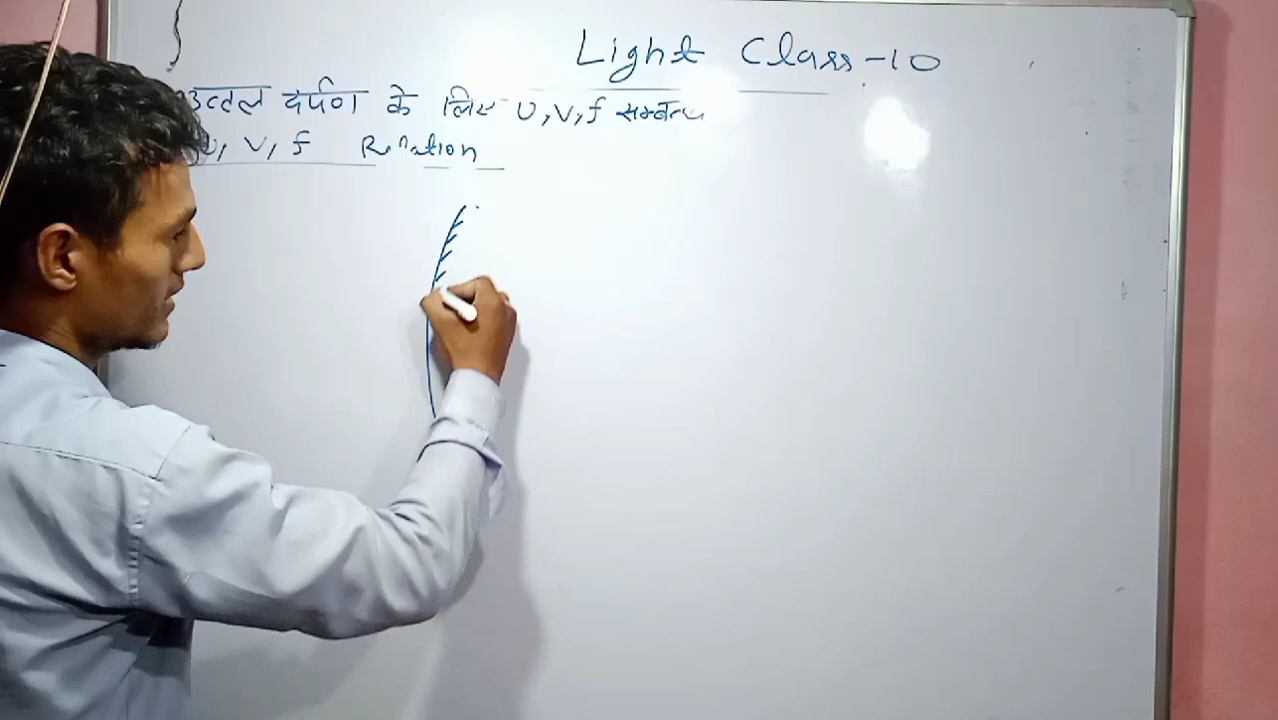 Light Class-10
उत्तल दर्पण के लिए u, v, f सम्बन्ध
u, v, f Relation